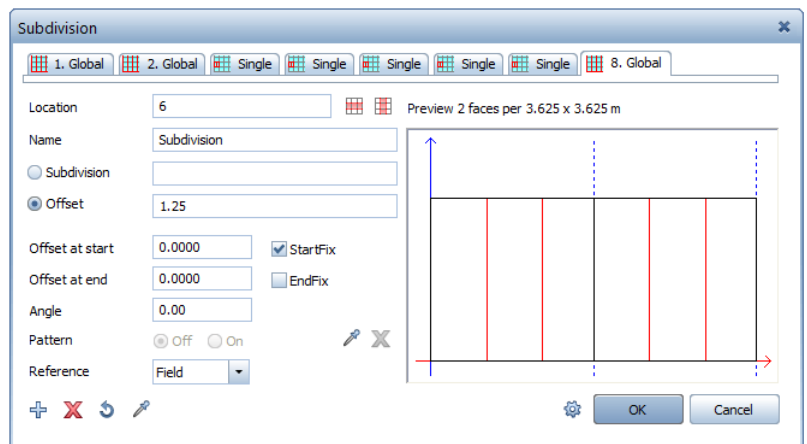 Subdivision
1. Global 2. Global Single Single Single Single Single 8. Global
Location 6 Preview 2 faces per 3.625 x 3.625 m
Name Subdivision
Subdivision
Offset 1.25
Offset at start 0.0000 StartFix
Offset at end 0.0000 EndFix
Angle 0.00
Pattern Off On
Reference Field
OK Cancel